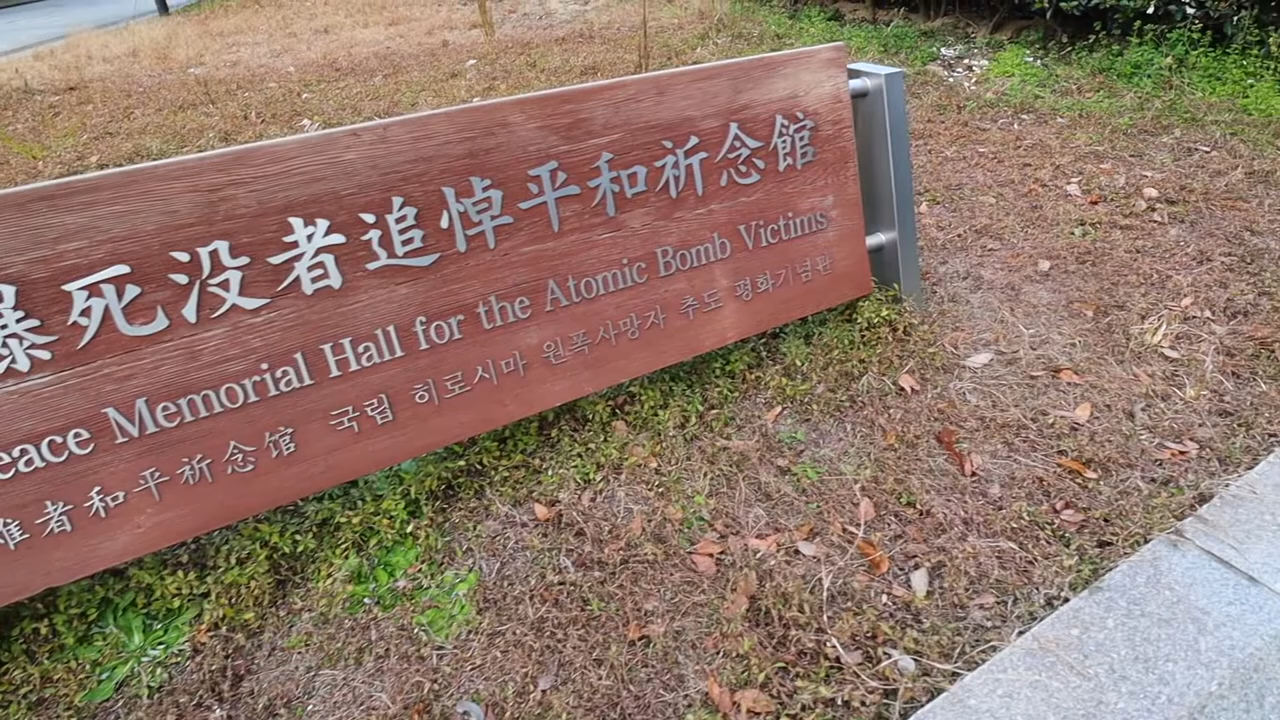 爆死没者追悼平和祈念館
eace Memorial Hall for the Atomic Bomb Victims
难者和平祈念馆 국립 히로시마 원폭사망자 추도 평화기념관